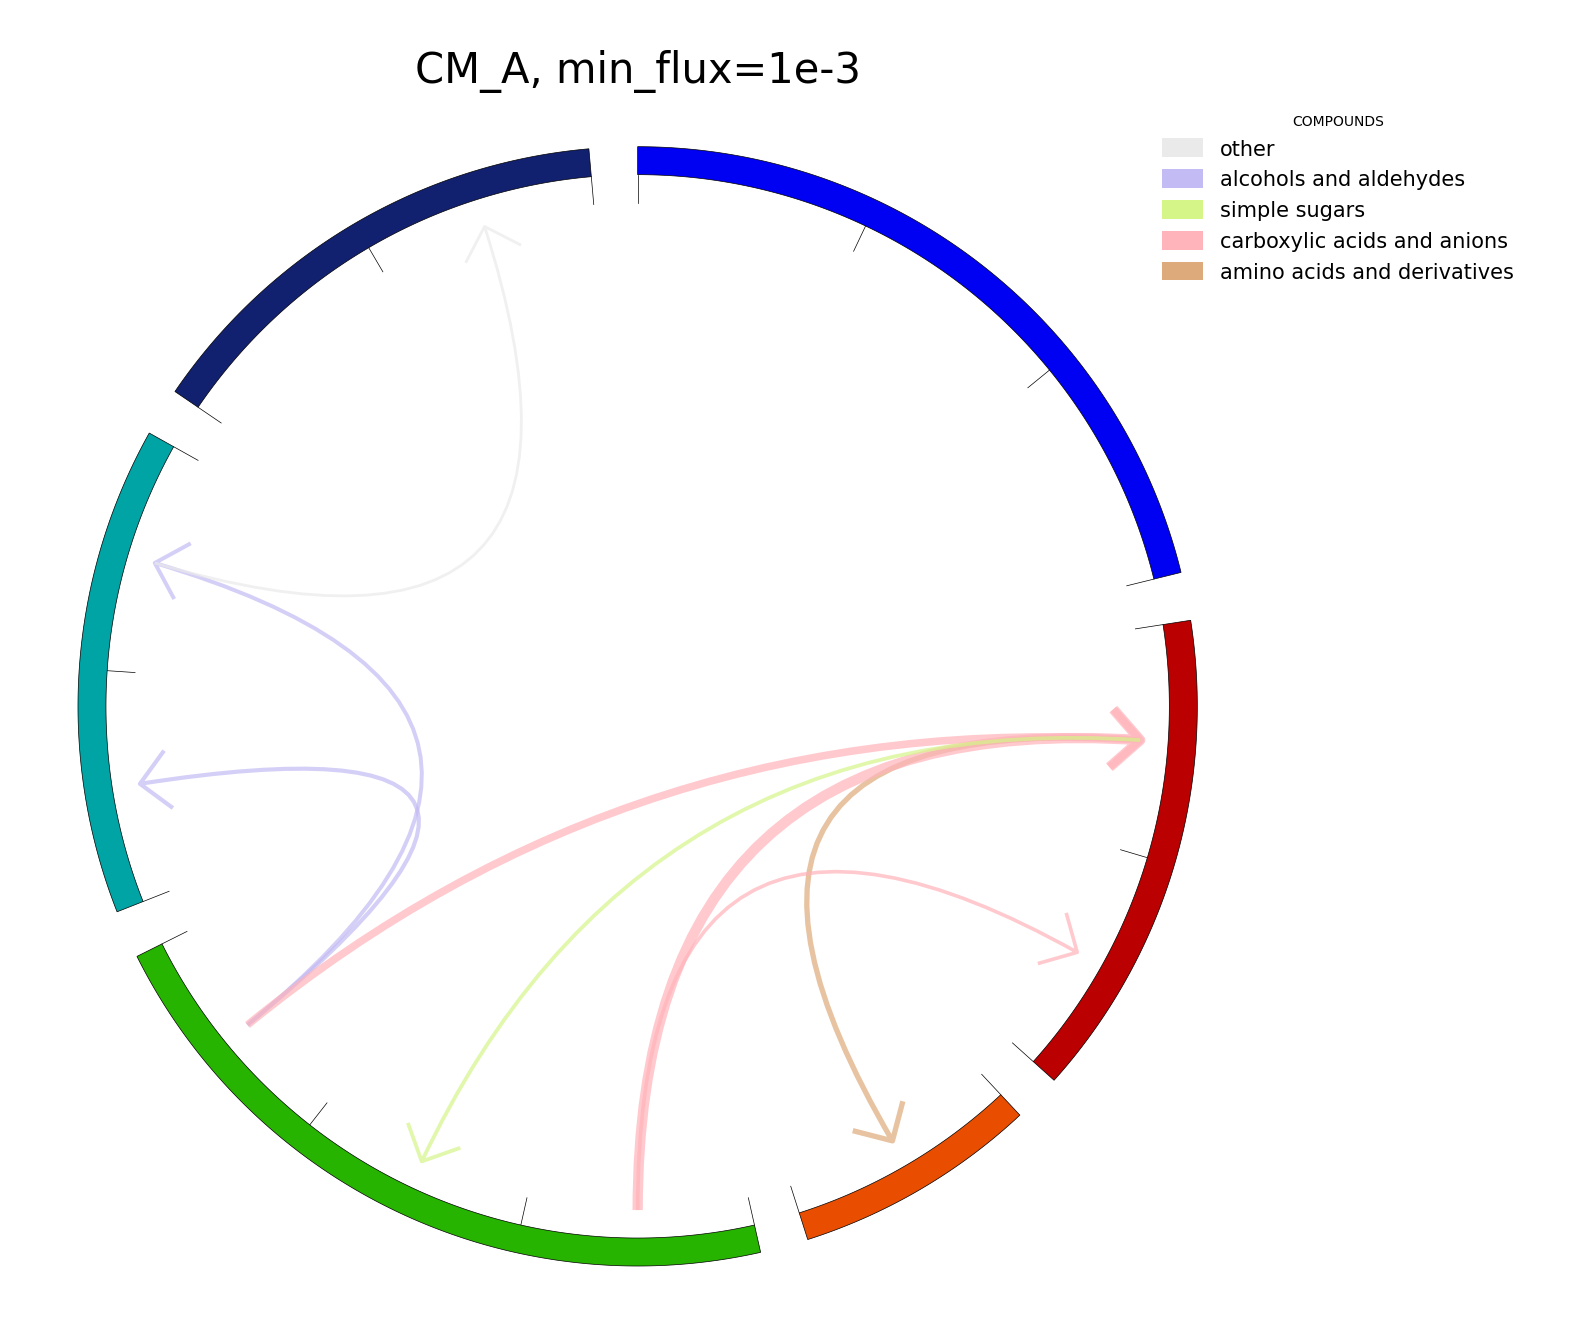 CM_A, min_flux=1e-3
COMPOUNDS
other
alcohols and aldehydes
simple sugars
carboxylic acids and anions
amino acids and derivatives